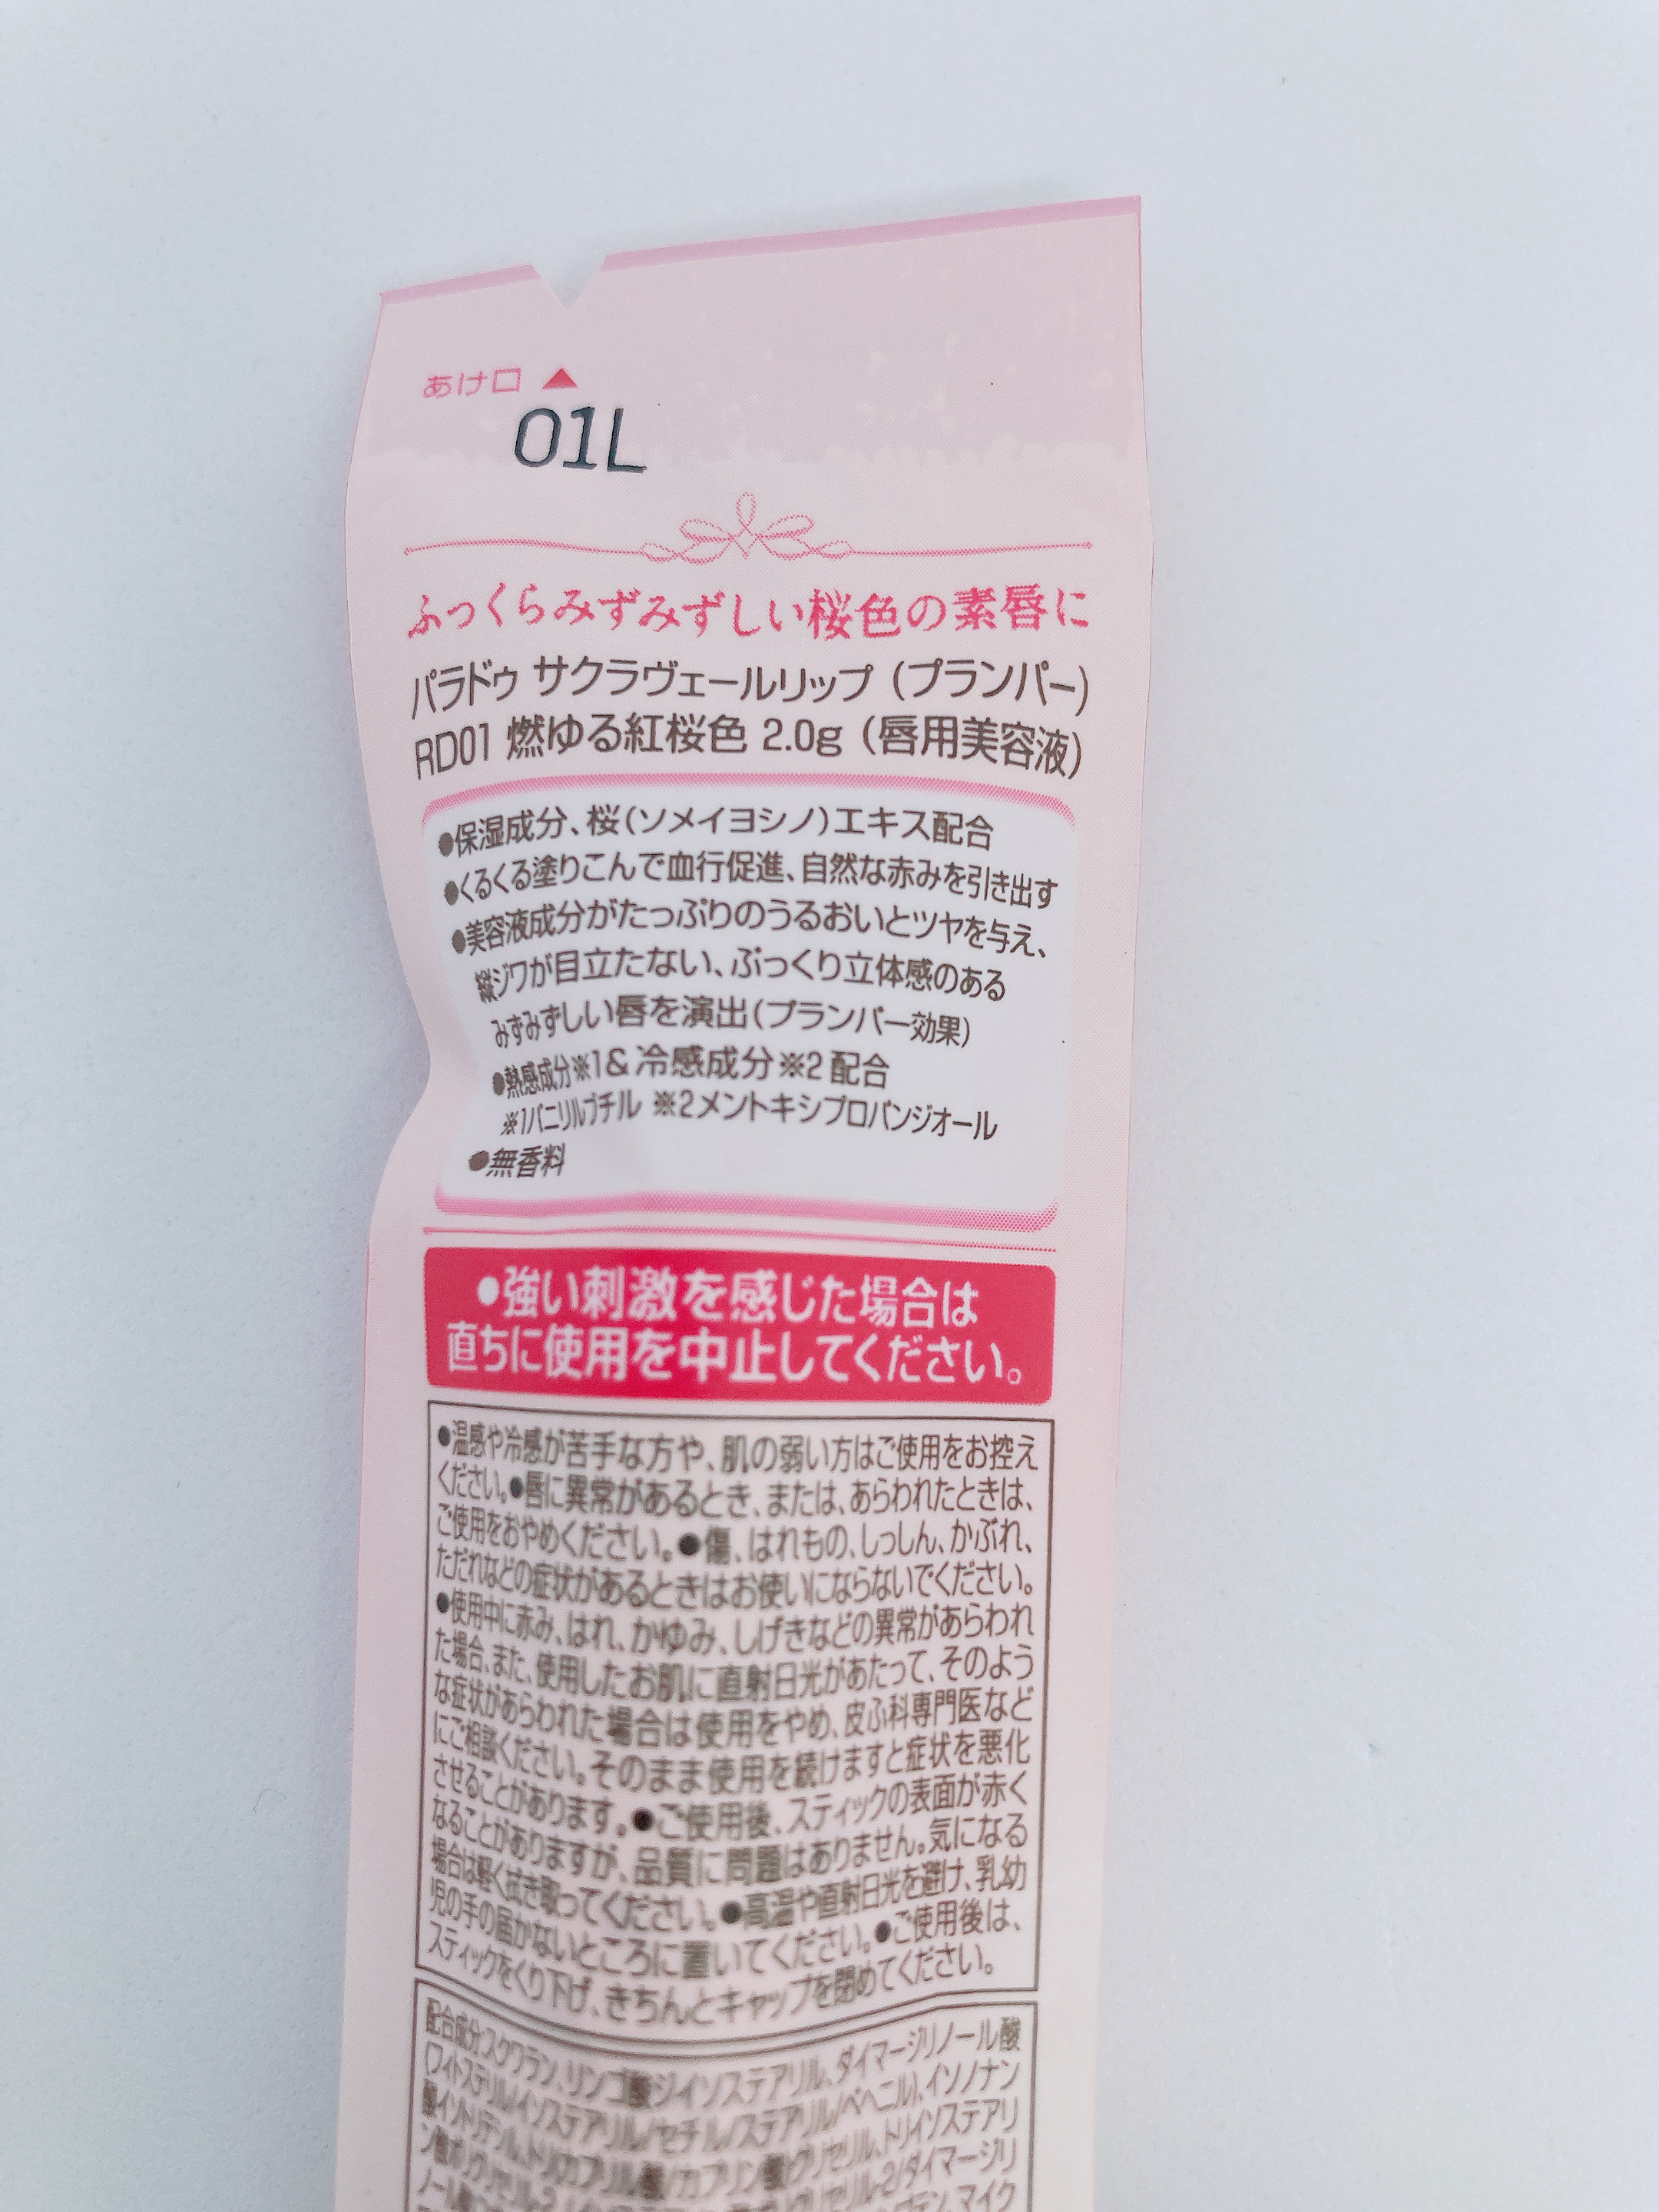 あけ口▲
01L
ふっくらみずみずしい桜色の素唇に
パラドゥ サクラヴェールリップ (プランパー)
RD01 燃ゆる紅桜色 2.0g (唇用美容液)
●保湿成分、桜(ソメイヨシノ)エキス配合
●くるくる塗りこんで血行促進、自然な赤みを引き出す
●美容液成分がたっぷりのうるおいとツヤを与え、
縦ジワが目立たない、ぷっくり立体感のある
みずみずしい唇を演出(プランパー効果)
●熱感成分※1& 冷感成分※2 配合
※1バニリルブチル ※2メントキシプロパンジオール
●無香料
●強い刺激を感じた場合は
直ちに使用を中止してください。
●温感や冷感が苦手な方や、肌の弱い方はご使用をお控え
ください。●唇に異常があるとき、または、あらわれたときは、
ご使用をおやめください。●傷、はれもの、しっしん、かぶれ、
ただれなどの症状があるときはお使いにならないでください。
●使用中に赤み、はれ、かゆみ、しげきなどの異常があらわれ
た場合、また、使用したお肌に直射日光があたって、そのよう
な症状があらわれた場合は使用をやめ、皮ふ科専門医など
にご相談ください。そのまま使用を続けますと症状を悪化
させることがあります。●ご使用後、スティックの表面が赤く
なることがありますが、品質に問題はありません。気になる
場合は軽く拭き取ってください。●高温や直射日光を避け、乳幼
児の手の届かないところに置いてください。●ご使用後は、
スティックをくり下げ、きちんとキャップを閉めてください。
配合成分:スクワラン、リンゴ酸ジイソステアリル、ダイマージリノール酸
(フィトステリル/イソステアリル/セチル/ステアリル/ベヘニル)、イソノナン
酸イソトリデシル、トリ(カプリル酸/カプリン酸)グリセリル、トリイソステアリ
ン酸ポリグリセリル-2